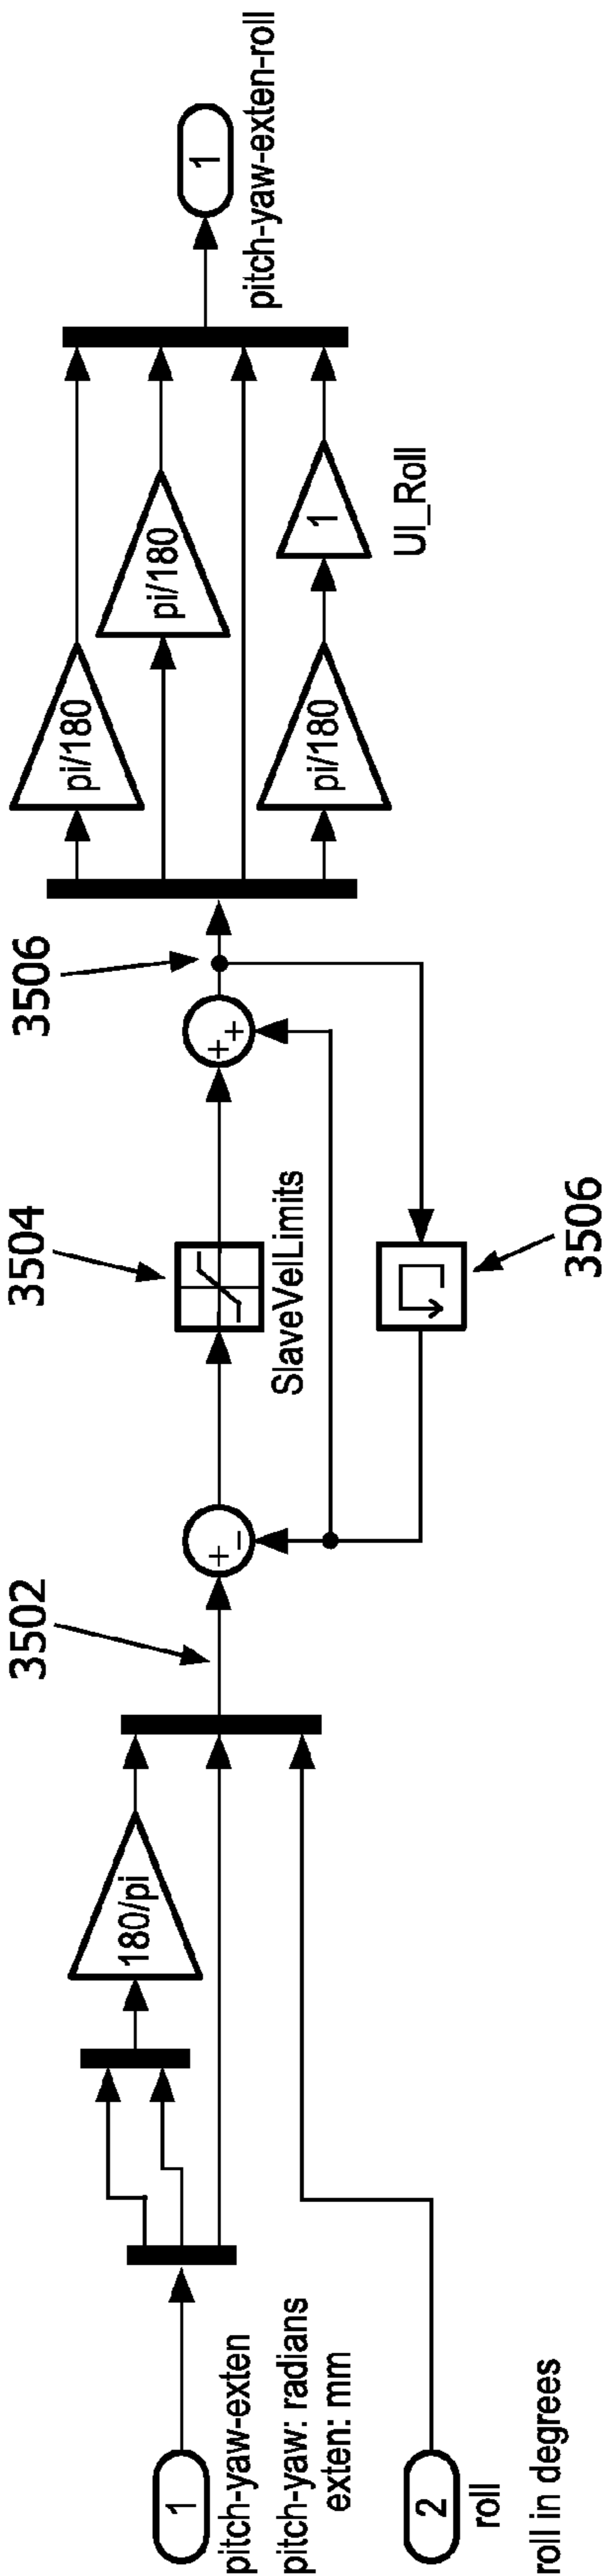 1
pitch-yaw-exten
pitch-yaw: radians
exten: mm
2
roll
roll in degrees
180/pi
3502
+
-
3504
SlaveVelLimits
+
+
3506
3506
pi/180
pi/180
pi/180
1
UI_Roll
1
pitch-yaw-exten-roll